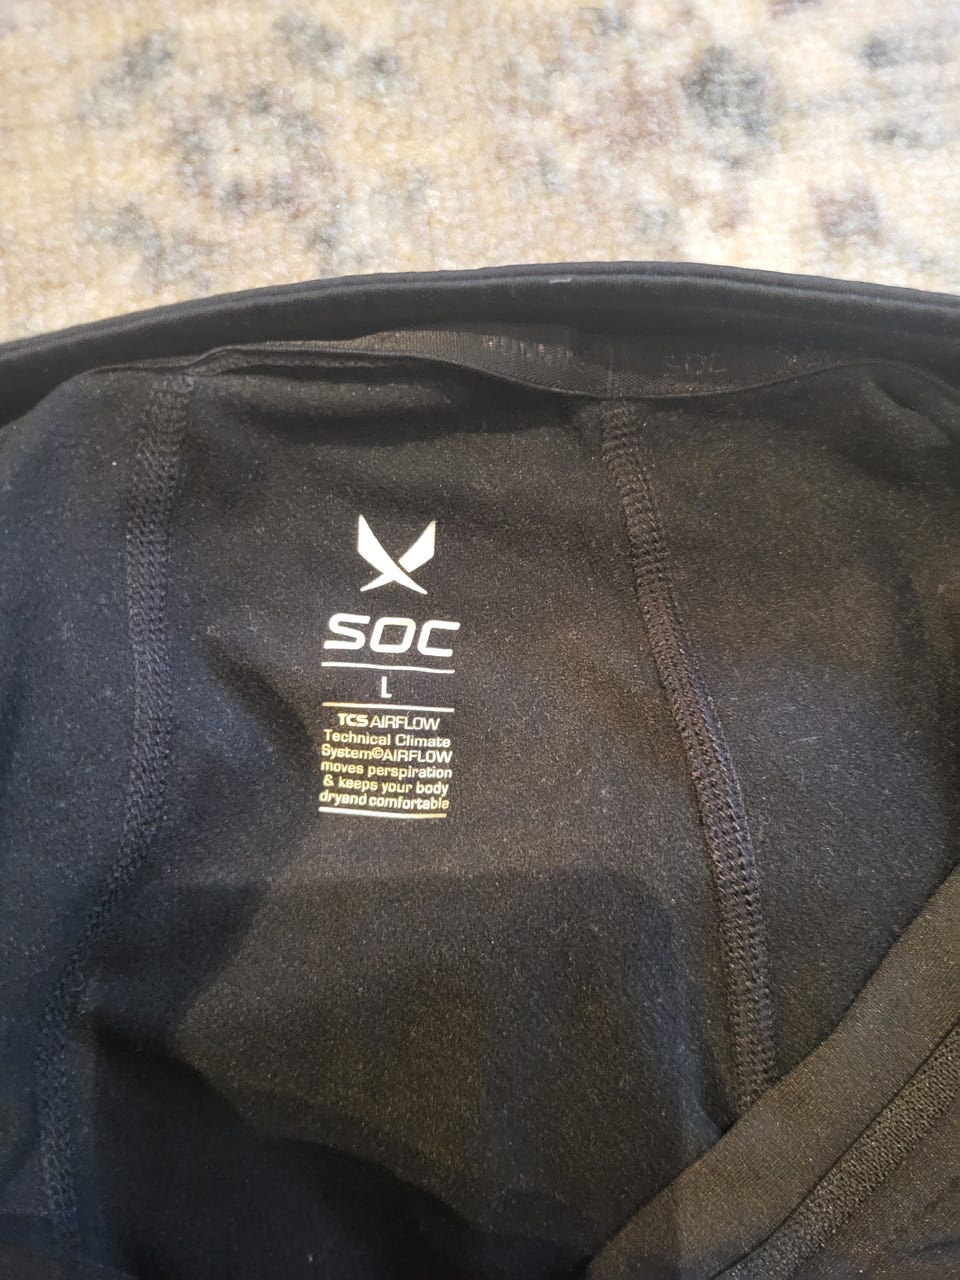 SOC
L
TCS AIRFLOW
Technical Climate
System©AIRFLOW
moves perspiration
& keeps your body
dryand comfortable